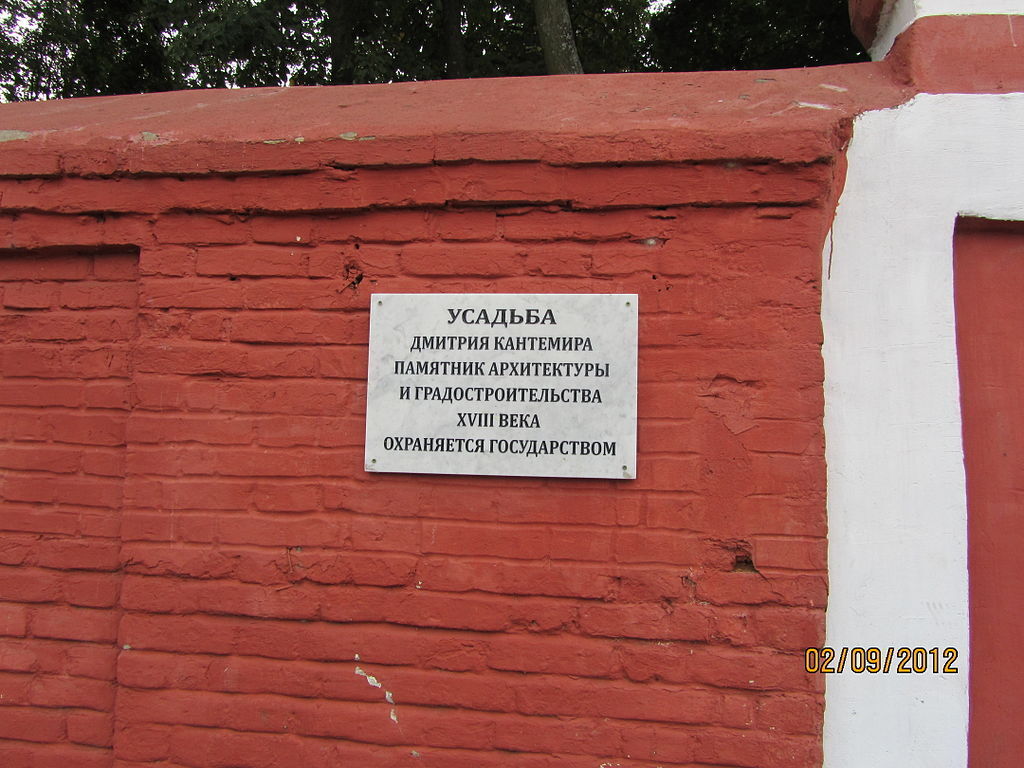 УСАДЬБА
ДМИТРИЯ КАНТЕМИРА
ПАМЯТНИК АРХИТЕКТУРЫ
И ГРАДОСТРОИТЕЛЬСТВА
XVIII ВЕКА
ОХРАНЯЕТСЯ ГОСУДАРСТВОМ
02/09/2012